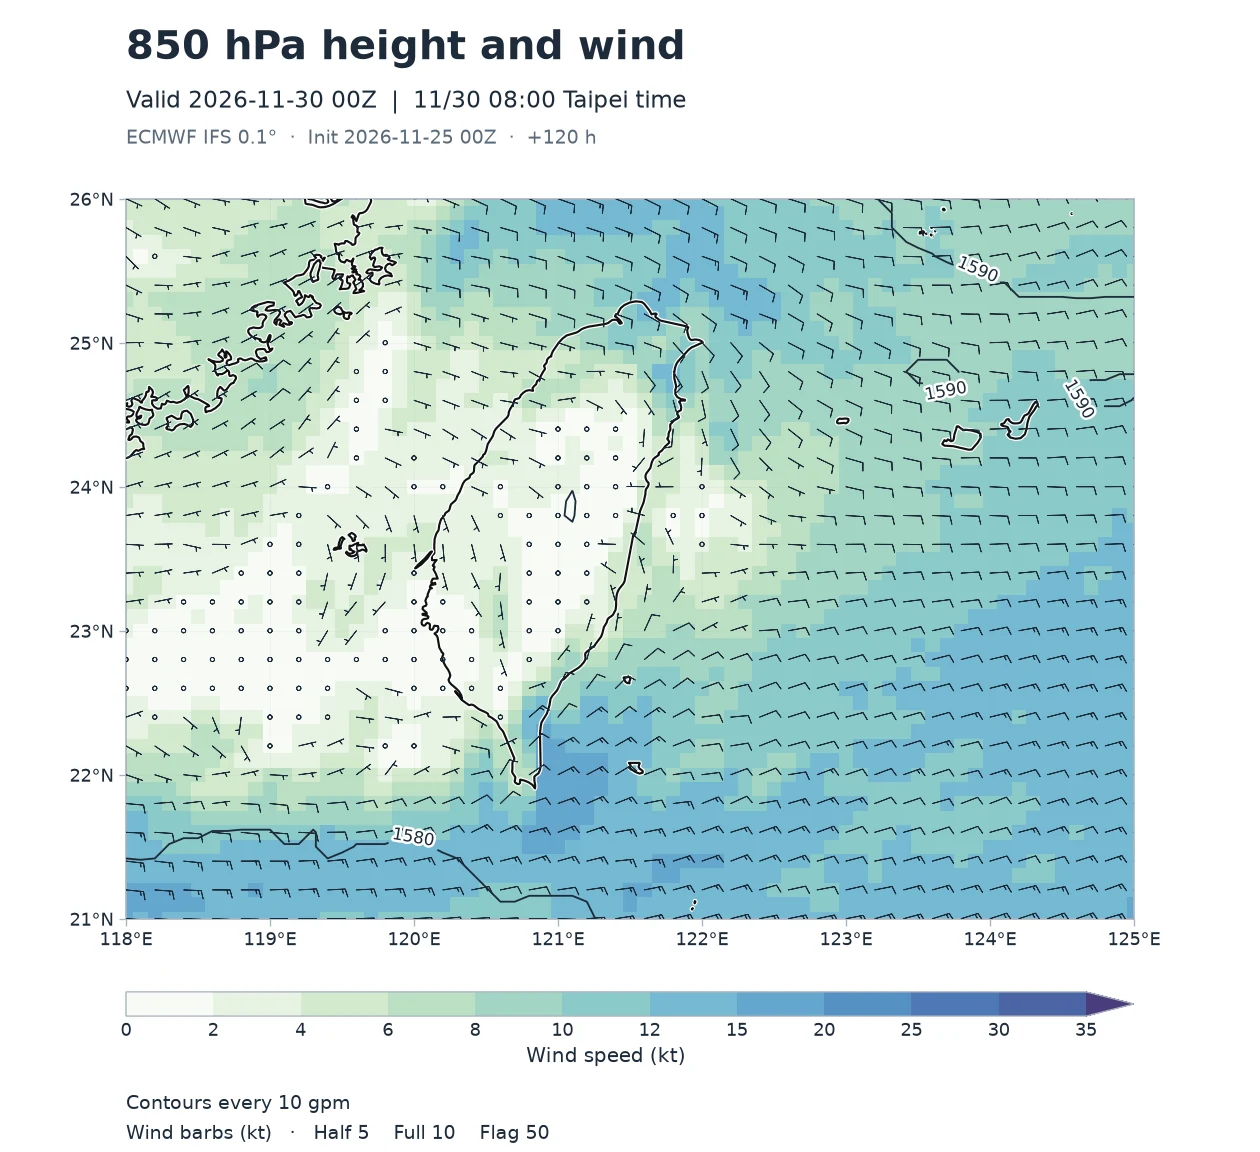 850 hPa height and wind
Valid 2026-11-30 00Z | 11/30 08:00 Taipei time
ECMWF IFS 0.1° · Init 2026-11-25 00Z · +120 h
26°N
25°N
24°N
23°N
22°N
21°N
1590
1590
1590
1580
118°E 119°E 120°E 121°E 122°E 123°E 124°E 125°E
0 2 4 6 8 10 12 15 20 25 30 35
Wind speed (kt)
Contours every 10 gpm
Wind barbs (kt) · Half 5 Full 10 Flag 50